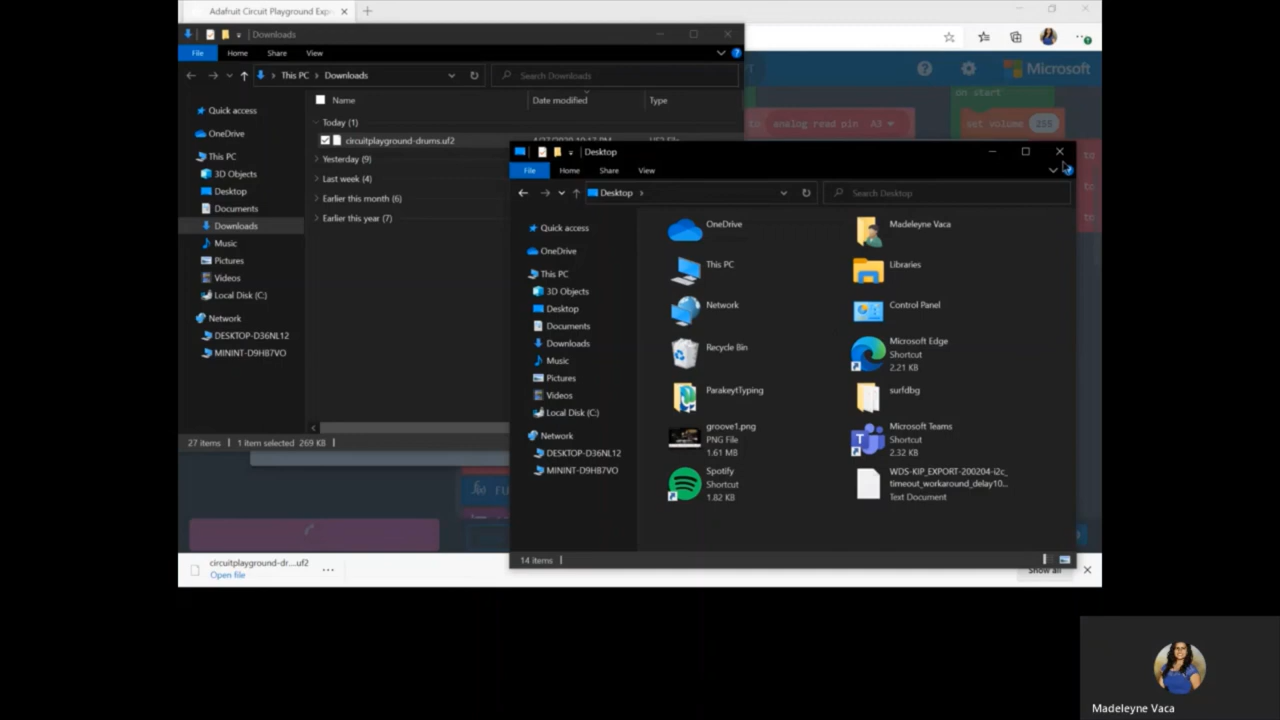 Adafruit Circuit Playground Exp
Downloads
File Home Share View
This PC Downloads
Search Downloads
Microsoft
Quick access
OneDrive
This PC
3D Objects
Desktop
Documents
Downloads
Music
Pictures
Videos
Local Disk (C:)
Network
DESKTOP-D36NL12
MININT-D9HB7VO
Name Date modified Type
Today (1)
circuitplayground-drums.uf2
Yesterday (9)
Last week (4)
Earlier this month (6)
Earlier this year (7)
27 items 1 item selected 269 KB
on start
analog read pin A3
set volume 255
to
to
to
Desktop
File Home Share View
Desktop
Search Desktop
Quick access
OneDrive
This PC
3D Objects
Desktop
Documents
Downloads
Music
Pictures
Videos
Local Disk (C:)
Network
DESKTOP-D36NL12
MININT-D9HB7VO
OneDrive
Madeleyne Vaca
This PC
Libraries
Network
Control Panel
Recycle Bin
Microsoft Edge
Shortcut
2.21 KB
ParakeytTyping
surfdbg
groove1.png
PNG File
1.61 MB
Microsoft Teams
Shortcut
2.32 KB
Spotify
Shortcut
1.82 KB
WDS-KIP_EXPORT-200204-i2c_
timeout_workaround_delay10...
Text Document
14 items
f(x) FU
circuitplayground-dr....uf2
Open file
Show all
Madeleyne Vaca